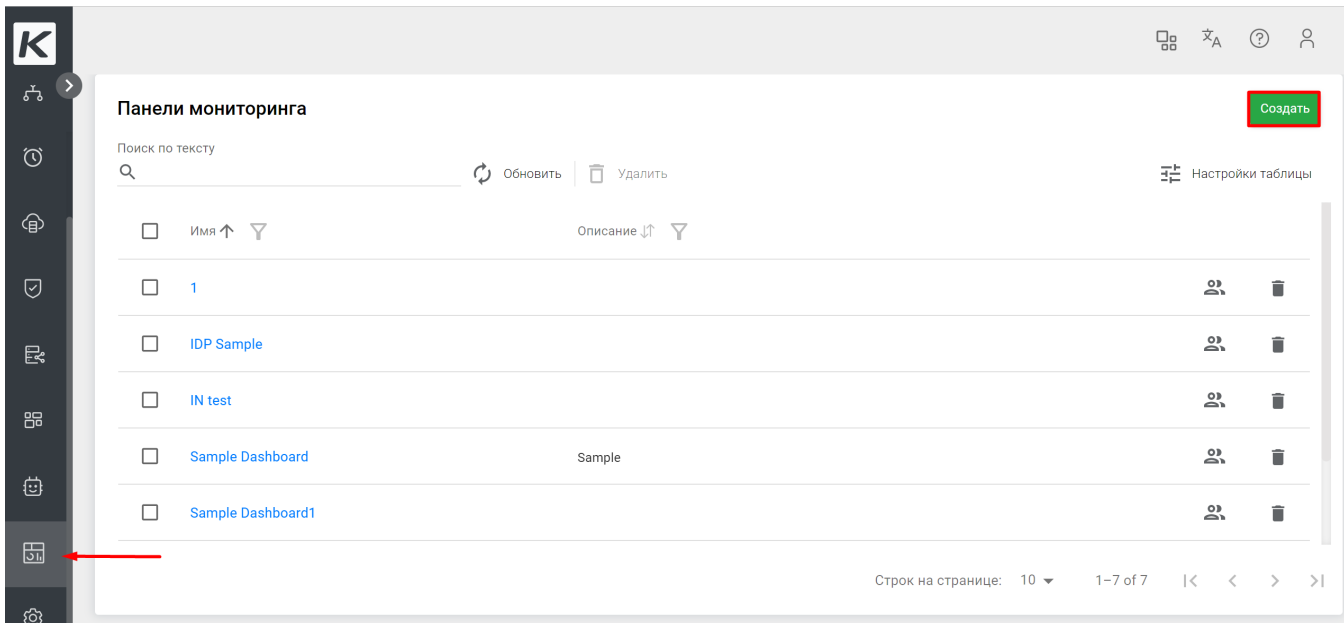 K
Панели мониторинга
Создать
Поиск по тексту
Обновить Удалить Настройки таблицы
Имя Описание
1
IDP Sample
IN test
Sample Dashboard Sample
Sample Dashboard1
Строк на странице: 10 1–7 of 7